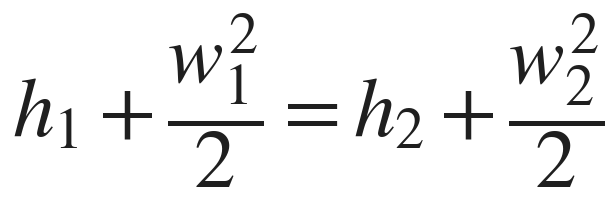 h₁ + w₁²/2 = h₂ + w₂²/2